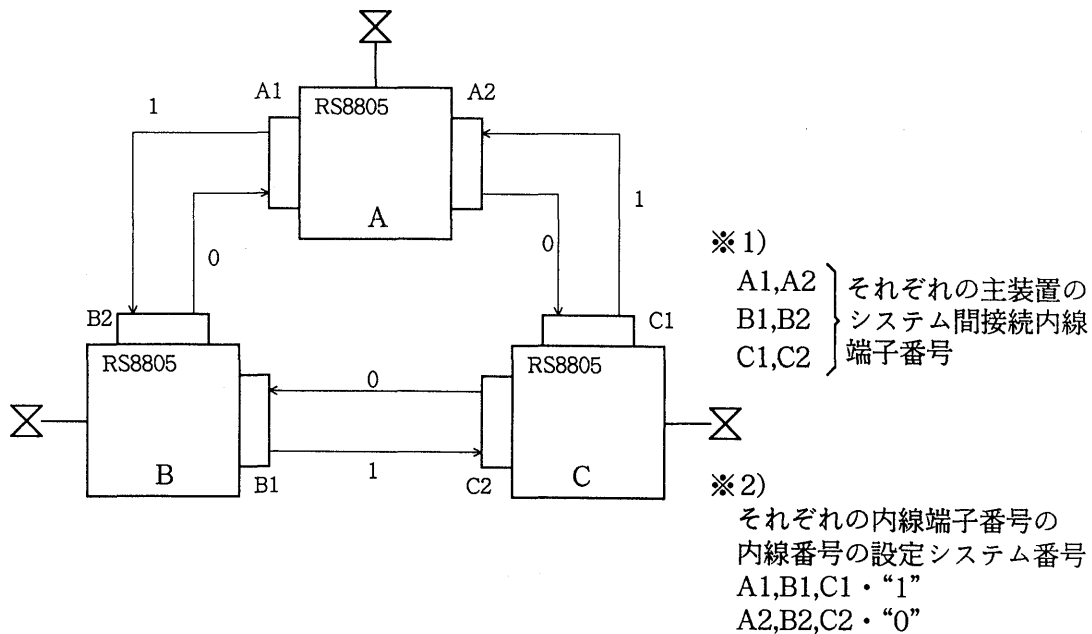 A1
RS8805
A2
1
1
A
0
0
※1)
A1,A2
B1,B2
C1,C2
それぞれの主装置の
システム間接続内線
端子番号
B2
C1
RS8805
RS8805
0
B
C
B1
1
C2
※2)
それぞれの内線端子番号の
内線番号の設定システム番号
A1,B1,C1・“1”
A2,B2,C2・“0”